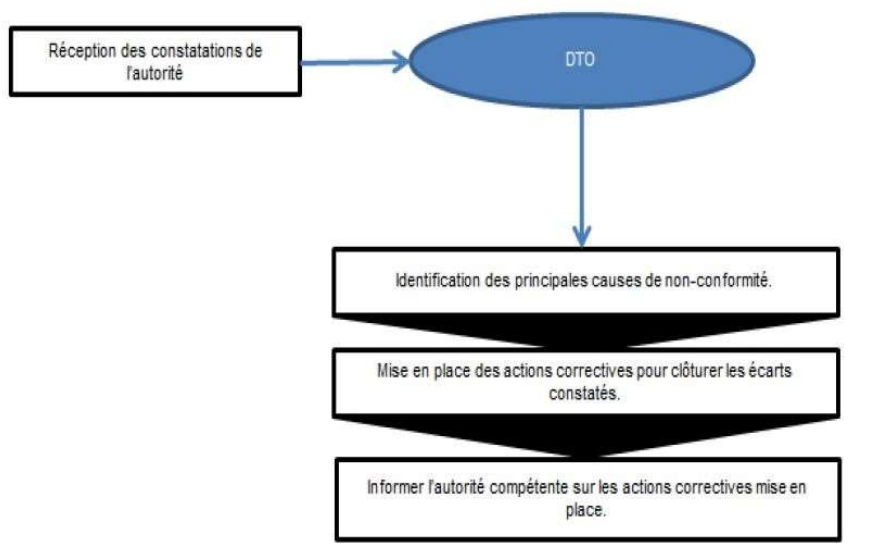 Réception des constatations de
l'autorité
DTO
Identification des principales causes de non-conformité.
Mise en place des actions correctives pour clôturer les écarts
constatés.
Informer l'autorité compétente sur les actions correctives mise en
place.